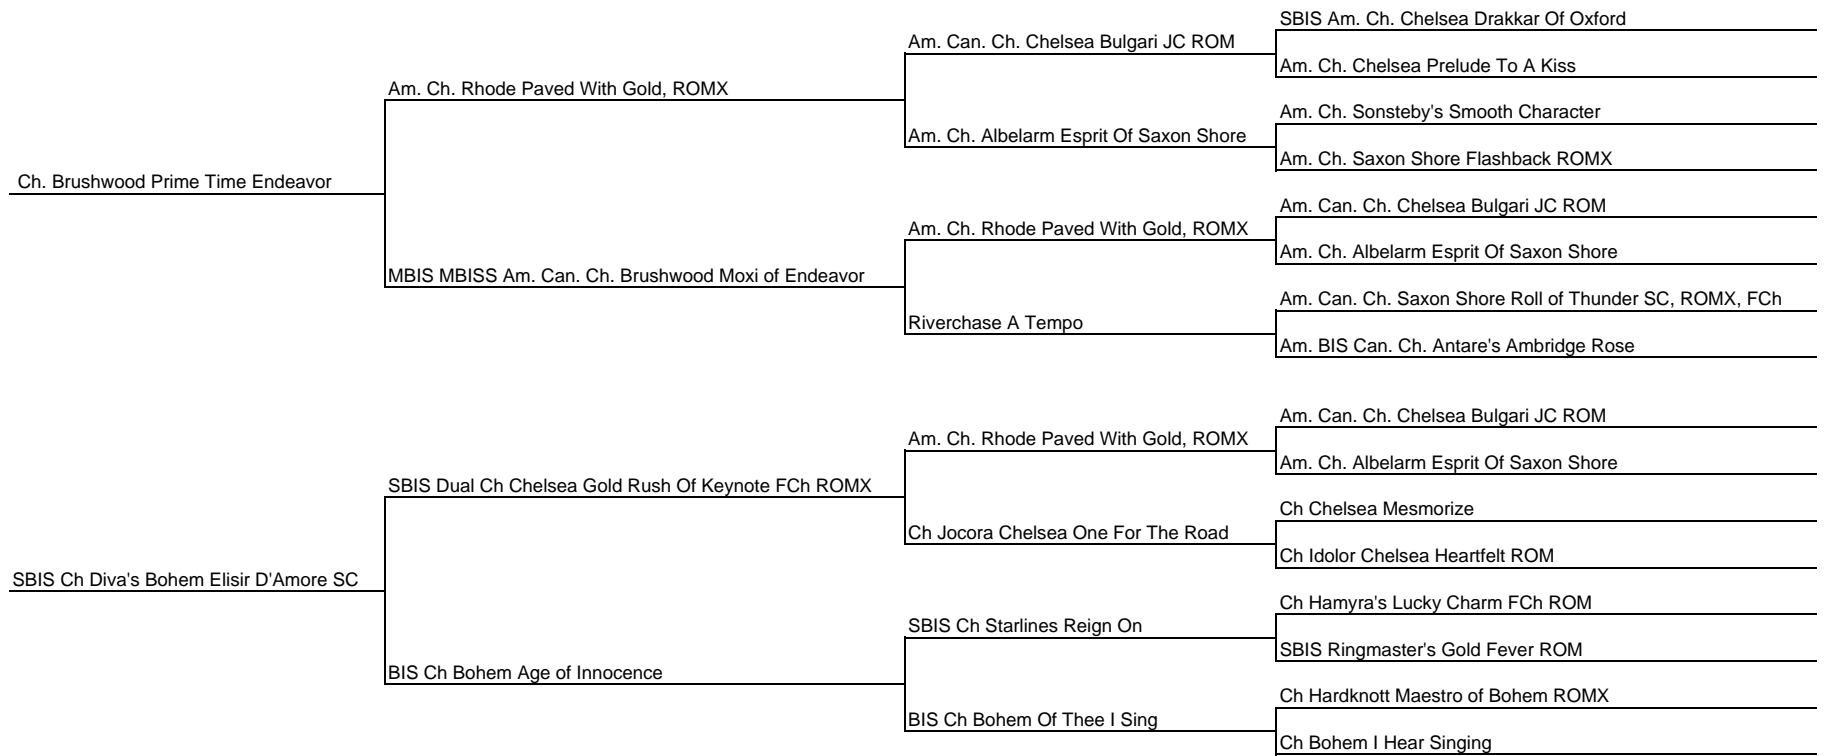 SBIS Am. Ch. Chelsea Drakkar Of Oxford
Am. Can. Ch. Chelsea Bulgari JC ROM
Am. Ch. Chelsea Prelude To A Kiss
Am. Ch. Rhode Paved With Gold, ROMX
Am. Ch. Sonsteby's Smooth Character
Am. Ch. Albelarm Esprit Of Saxon Shore
Am. Ch. Saxon Shore Flashback ROMX
Ch. Brushwood Prime Time Endeavor
Am. Can. Ch. Chelsea Bulgari JC ROM
Am. Ch. Rhode Paved With Gold, ROMX
Am. Ch. Albelarm Esprit Of Saxon Shore
MBIS MBISS Am. Can. Ch. Brushwood Moxi of Endeavor
Am. Can. Ch. Saxon Shore Roll of Thunder SC, ROMX, FCh
Riverchase A Tempo
Am. BIS Can. Ch. Antare's Ambridge Rose
Am. Can. Ch. Chelsea Bulgari JC ROM
Am. Ch. Rhode Paved With Gold, ROMX
Am. Ch. Albelarm Esprit Of Saxon Shore
SBIS Dual Ch Chelsea Gold Rush Of Keynote FCh ROMX
Ch Chelsea Mesmorize
Ch Jocora Chelsea One For The Road
Ch Idolor Chelsea Heartfelt ROM
SBIS Ch Diva's Bohem Elisir D'Amore SC
Ch Hamyra's Lucky Charm FCh ROM
SBIS Ch Starlines Reign On
SBIS Ringmaster's Gold Fever ROM
BIS Ch Bohem Age of Innocence
Ch Hardknott Maestro of Bohem ROMX
BIS Ch Bohem Of Thee I Sing
Ch Bohem I Hear Singing